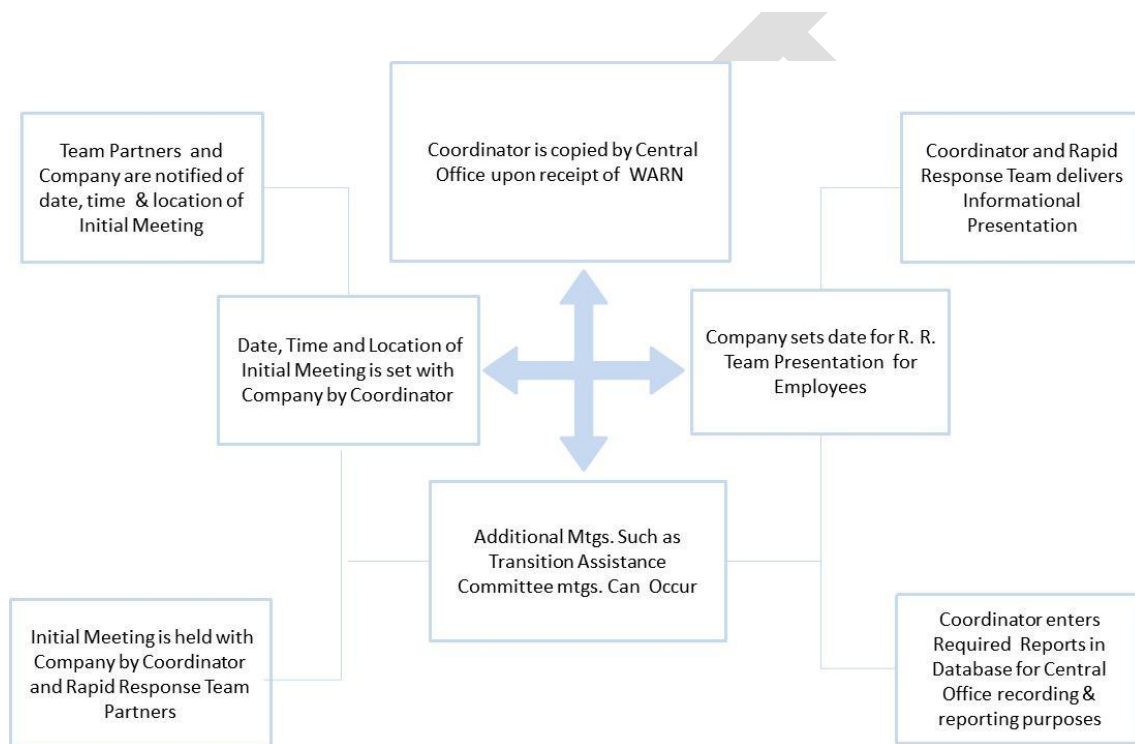 Coordinator is copied by Central
Office upon receipt of WARN
Team Partners and
Company are notified of
date, time & location of
Initial Meeting
Coordinator and Rapid
Response Team delivers
Informational
Presentation
Date, Time and Location of
Initial Meeting is set with
Company by Coordinator
Company sets date for R. R.
Team Presentation for
Employees
Additional Mtgs. Such as
Transition Assistance
Committee mtgs. Can Occur
Initial Meeting is held with
Company by Coordinator
and Rapid Response Team
Partners
Coordinator enters
Required Reports in
Database for Central
Office recording &
reporting purposes